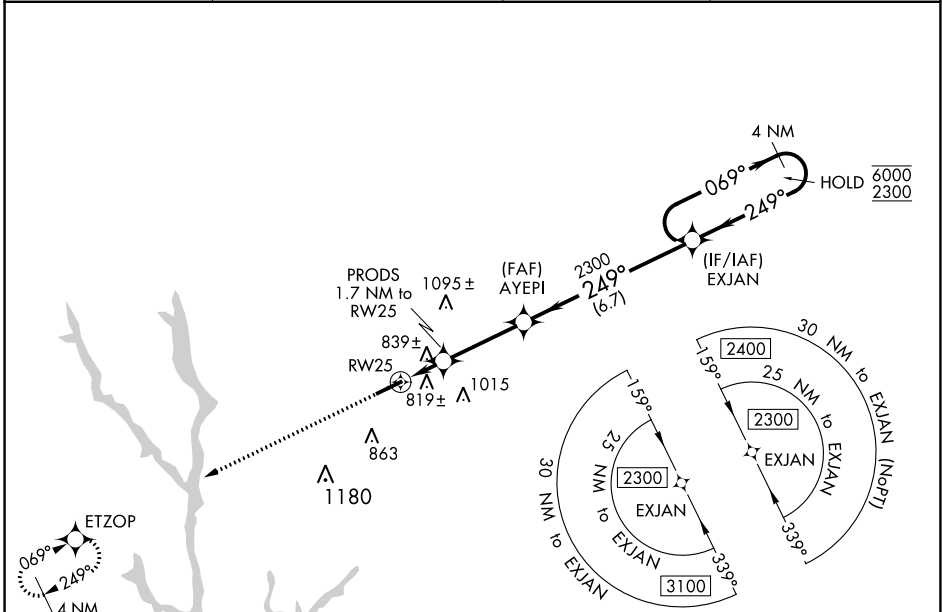 4 NM
069°
HOLD 6000
2300
249°
(IF/IAF)
EXJAN
(FAF)
AYEPI
2300
249°
(6.7)
PRODS
1.7 NM to
RW25
1095 ±
839 ±
RW25
819 ±
1015
863
1180
30 NM to EXJAN (NoPT)
2400
159°
25 NM to EXJAN
2300
EXJAN
339°
159°
25 NM to EXJAN
2300
EXJAN
30 NM to EXJAN
339°
3100
ETZOP
069°
249°
4 NM